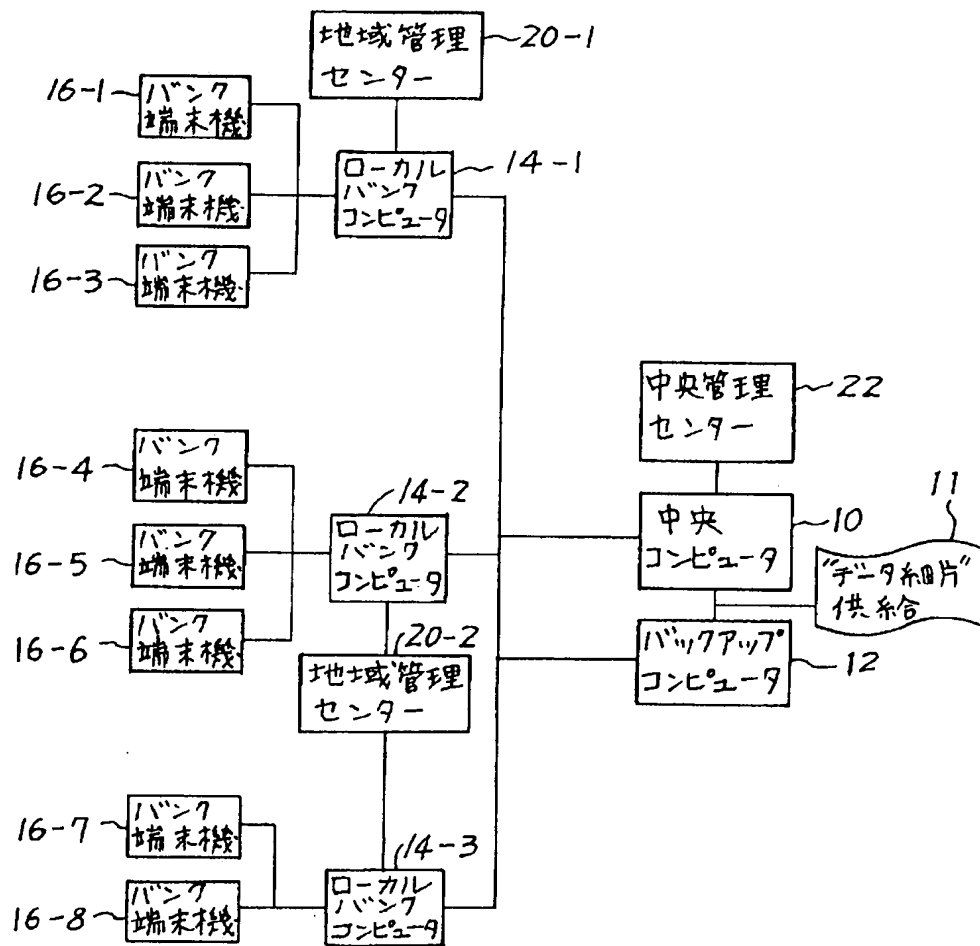 地域管理
センター
20-1
16-1
バンク
端末機
ローカル
バンク
コンピュータ
14-1
16-2
バンク
端末機
16-3
バンク
端末機
中央管理
センター
22
16-4
バンク
端末機
14-2
ローカル
バンク
コンピュータ
中央
コンピュータ
10
11
"データ細片"
供給
16-5
バンク
端末機
16-6
バンク
端末機
20-2
地域管理
センター
バックアップ
コンピュータ
12
16-7
バンク
端末機
14-3
ローカル
バンク
コンピュータ
16-8
バンク
端末機